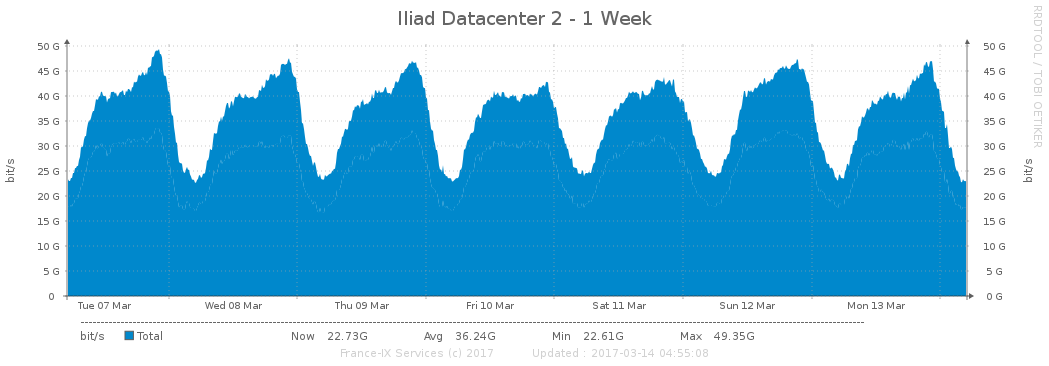 Iliad Datacenter 2 - 1 Week
RRDTOOL / TOBI OETIKER
50 G 50 G
45 G 45 G
40 G 40 G
35 G 35 G
30 G 30 G
25 G 25 G
20 G 20 G
15 G 15 G
10 G 10 G
5 G 5 G
0 0 G
bit/s bit/s
Tue 07 Mar Wed 08 Mar Thu 09 Mar Fri 10 Mar Sat 11 Mar Sun 12 Mar Mon 13 Mar
bit/s Total Now 22.73G Avg 36.24G Min 22.61G Max 49.35G
France-IX Services (c) 2017 Updated : 2017-03-14 04:55:08